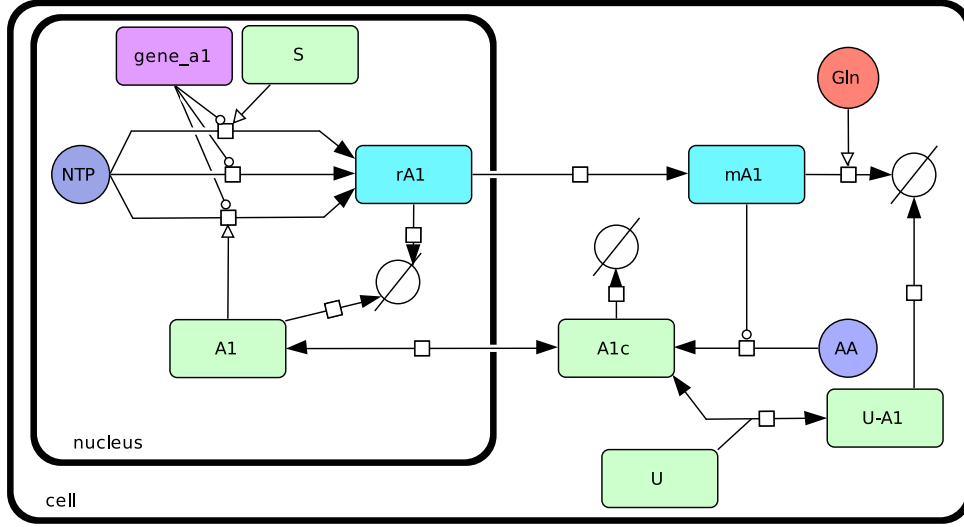 gene_a1
S
Gln
NTP
rA1
mA1
A1
A1c
AA
U-A1
nucleus
U
cell